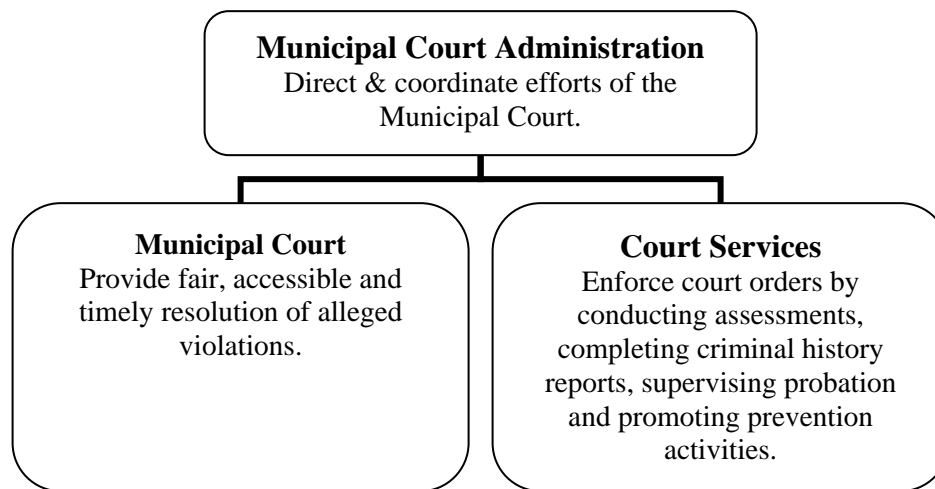 Municipal Court Administration
Direct & coordinate efforts of the
Municipal Court.
Municipal Court
Provide fair, accessible and
timely resolution of alleged
violations.
Court Services
Enforce court orders by
conducting assessments,
completing criminal history
reports, supervising probation
and promoting prevention
activities.